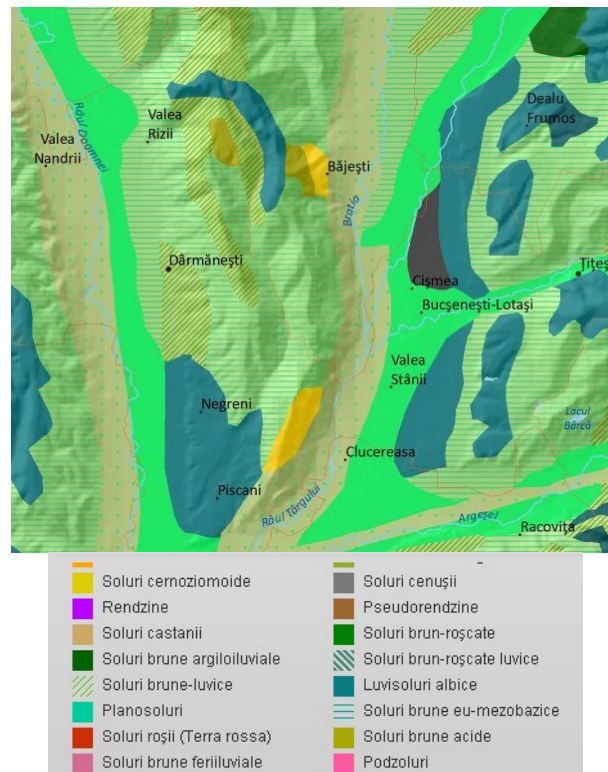 Dealu
Frumos
Râul Doamnei
Valea
Rizii
Valea
Nandrii
Băjești
Bratia
Dârmănești
Țiteș
Cișmea
Bucșenești-Lotași
Valea
Stânii
Negreni
Lacul
Bârcă
Clucereasa
Piscani
Râul Târgului
Argeșel
Racovița
Soluri cernoziomoide
Soluri cenușii
Rendzine
Pseudorendzine
Soluri castanii
Soluri brun-roșcate
Soluri brune argiloiluviale
Soluri brun-roșcate luvice
Soluri brune-luvice
Luvisoluri albice
Planosoluri
Soluri brune eu-mezobazice
Soluri roșii (Terra rossa)
Soluri brune acide
Soluri brune feriiluviale
Podzoluri